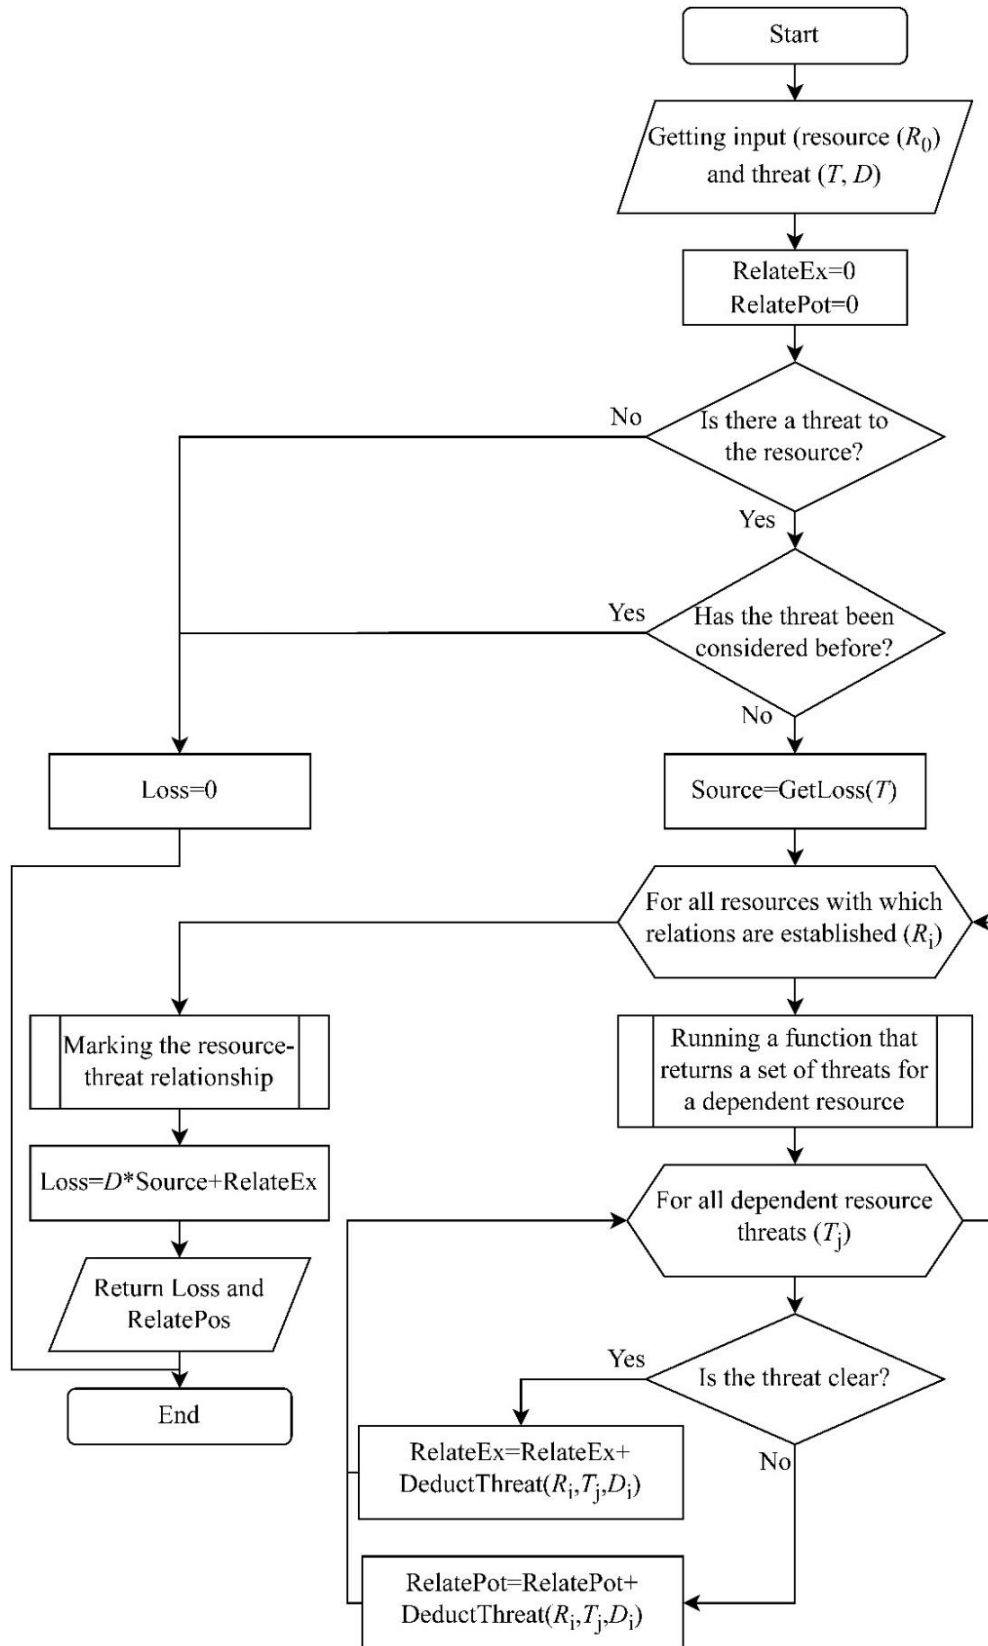 Start
Getting input (resource (R0)
and threat (T, D)
RelateEx=0
RelatePot=0
Is there a threat to
the resource?
No
Yes
Has the threat been
considered before?
Yes
No
Loss=0
Source=GetLoss(T)
For all resources with which
relations are established (Ri)
Marking the resource-
threat relationship
Running a function that
returns a set of threats for
a dependent resource
Loss=D*Source+RelateEx
For all dependent resource
threats (Tj)
Return Loss and
RelatePos
Is the threat clear?
Yes
No
End
RelateEx=RelateEx+
DeductThreat(Ri,Tj,Di)
RelatePot=RelatePot+
DeductThreat(Ri,Tj,Di)